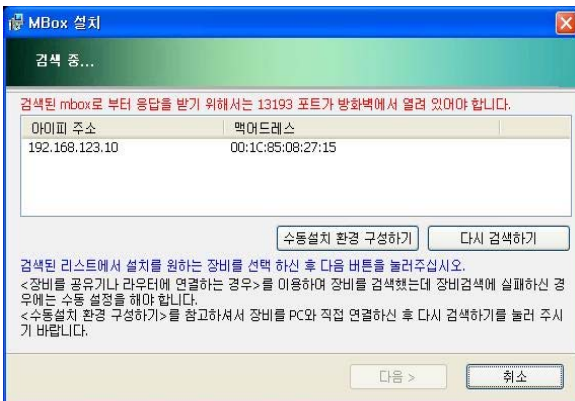 MBox 설치
검색 중...
검색된 mbox로 부터 응답을 받기 위해서는 13193 포트가 방화벽에서 열려 있어야 합니다.
아이피 주소 맥어드레스
192.168.123.10 00:1C:85:08:27:15
수동설치 환경 구성하기 다시 검색하기
검색된 리스트에서 설치를 원하는 장비를 선택 하신 후 다음 버튼을 눌러주십시오.
<장비를 공유기나 라우터에 연결하는 경우>를 이용하여 장비를 검색했는데 장비검색에 실패하신 경
우에는 수동 설정을 해야 합니다.
<수동설치 환경 구성하기>를 참고하셔서 장비를 PC와 직접 연결하신 후 다시 검색하기를 눌러 주시
기 바랍니다.
다음 > 취소